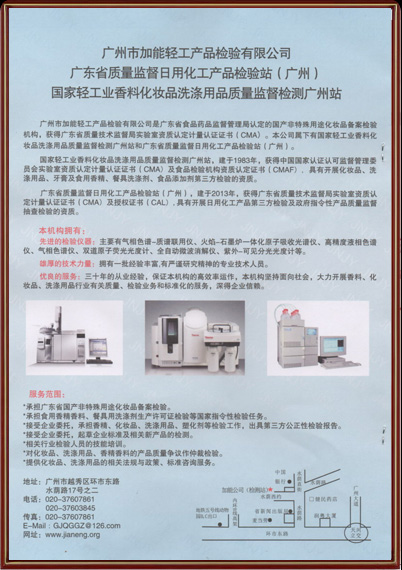 广州市加能轻工产品检验有限公司
广东省质量监督日用化工产品检验站（广州）
国家轻工业香料化妆品洗涤用品质量监督检测广州站
广州市加能轻工产品检验有限公司是广东省食品药品监督管理局认定的国产非特殊用途化妆品备案检验
机构，获得广东省质量技术监督局实验室资质认定计量认证证书（CMA）。本公司属下有国家轻工业香料化
妆品洗涤用品质量监督检测广州站和广东省质量监督日用化工产品检验站（广州）。
国家轻工业香料化妆品洗涤用品质量监督检测广州站，建于1983年，获得中国国家认证认可监督管理委
员会实验室资质认定计量认证证书（CMA）及食品检验机构资质认定证书（CMAF）。具有开展化妆品、洗
涤用品、牙膏及食用香精、餐具洗涤剂、食品添加剂第三方检验的资质。
广东省质量监督日用化工产品检验站（广州），建于2013年，获得广东省质量技术监督局实验室资质认
定计量认证证书（CMA）及授权证书（CAL）。具有开展日用化工产品第三方检验及政府指令性产品质量监督
抽查检验的资质。
本机构拥有：
先进的检验仪器：主要有气相色谱-质谱联用仪、火焰-石墨炉一体化原子吸收光谱仪、高精度液相色谱
仪、气相色谱仪、双道原子荧光光度计、全自动微波消解仪、紫外-可见分光光度计等。
雄厚的技术力量：拥有一批经验丰富，有严谨研究精神的专业技术人员。
优良的服务：三十年的从业经验，保证本机构的高效率运作，本机构坚持面向社会，大力开展香料、化
妆品、洗涤用品行业有关质量、检验业务和标准化的服务，深得企业信赖。
服务范围：
*承担广东省国产非特殊用途化妆品备案检验。
*承担食用香精香料、餐具用洗涤剂生产许可证检验等国家指令性检验任务。
*接受企业委托，承担香精、化妆品、洗涤用品、塑化剂等检验工作，出具第三方公正性检验报告。
*接受企业委托，起草企业标准及相关新产品的检测。
*相关行业检验人员的技能培训。
*对化妆品、洗涤用品、香精香料的产品质量争议作仲裁检验。
*提供化妆品、洗涤用品的相关法规与政策，标准咨询服务。
地址：广州市越秀区环市东路
水荫路17号之二
电话：020-37607861
020-37603845
传真：020-37607861
E-Mail：GJQGGZ@126.com
网址：www.jianeng.org
中国
银行
加能公司（检测站）
水荫路
环市东路
广州大道